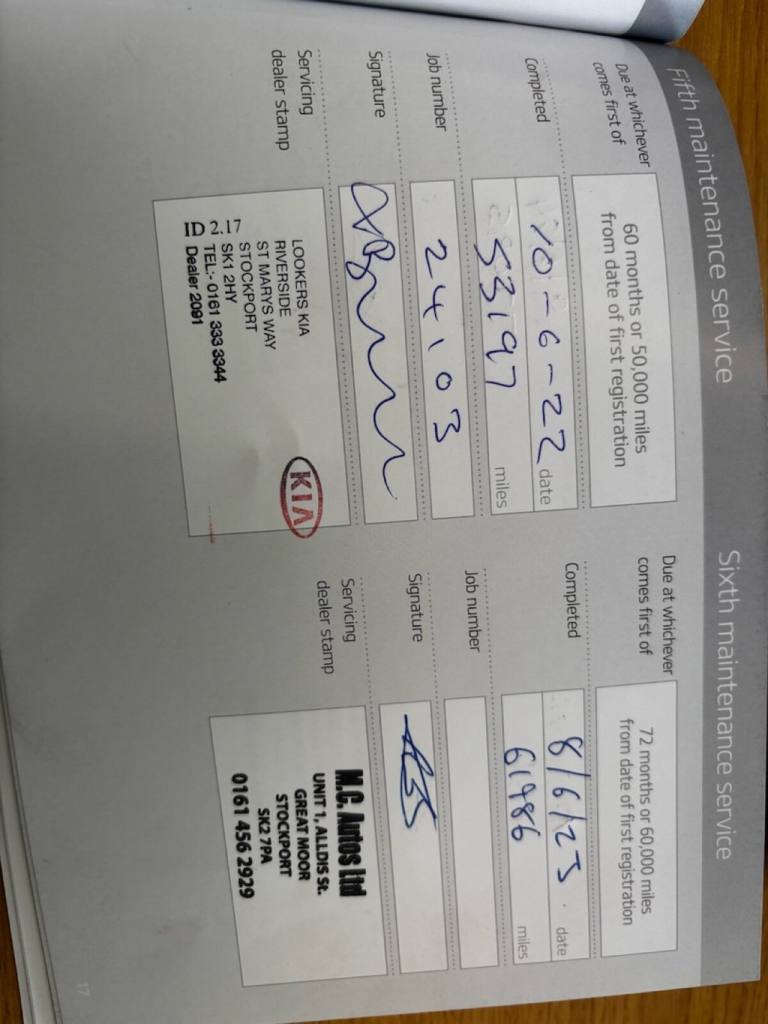 Fifth maintenance service
Due at whichever
comes first of
60 months or 50,000 miles
from date of first registration
Completed
10-6-22 date
53197 miles
Job number
24103
Signature
Servicing
dealer stamp
LOOKERS KIA
RIVERSIDE
ST MARYS WAY
STOCKPORT
SK1 2HY
TEL:- 0161 333 3344
Dealer 2091
ID 2.17
KIA
Sixth maintenance service
Due at whichever
comes first of
72 months or 60,000 miles
from date of first registration
Completed
8/6/23 date
61986 miles
Job number
Signature
Servicing
dealer stamp
M.C. Autos Ltd
UNIT 1, ALLDIS St.
GREAT MOOR
STOCKPORT
SK2 7PA
0161 456 2929
17